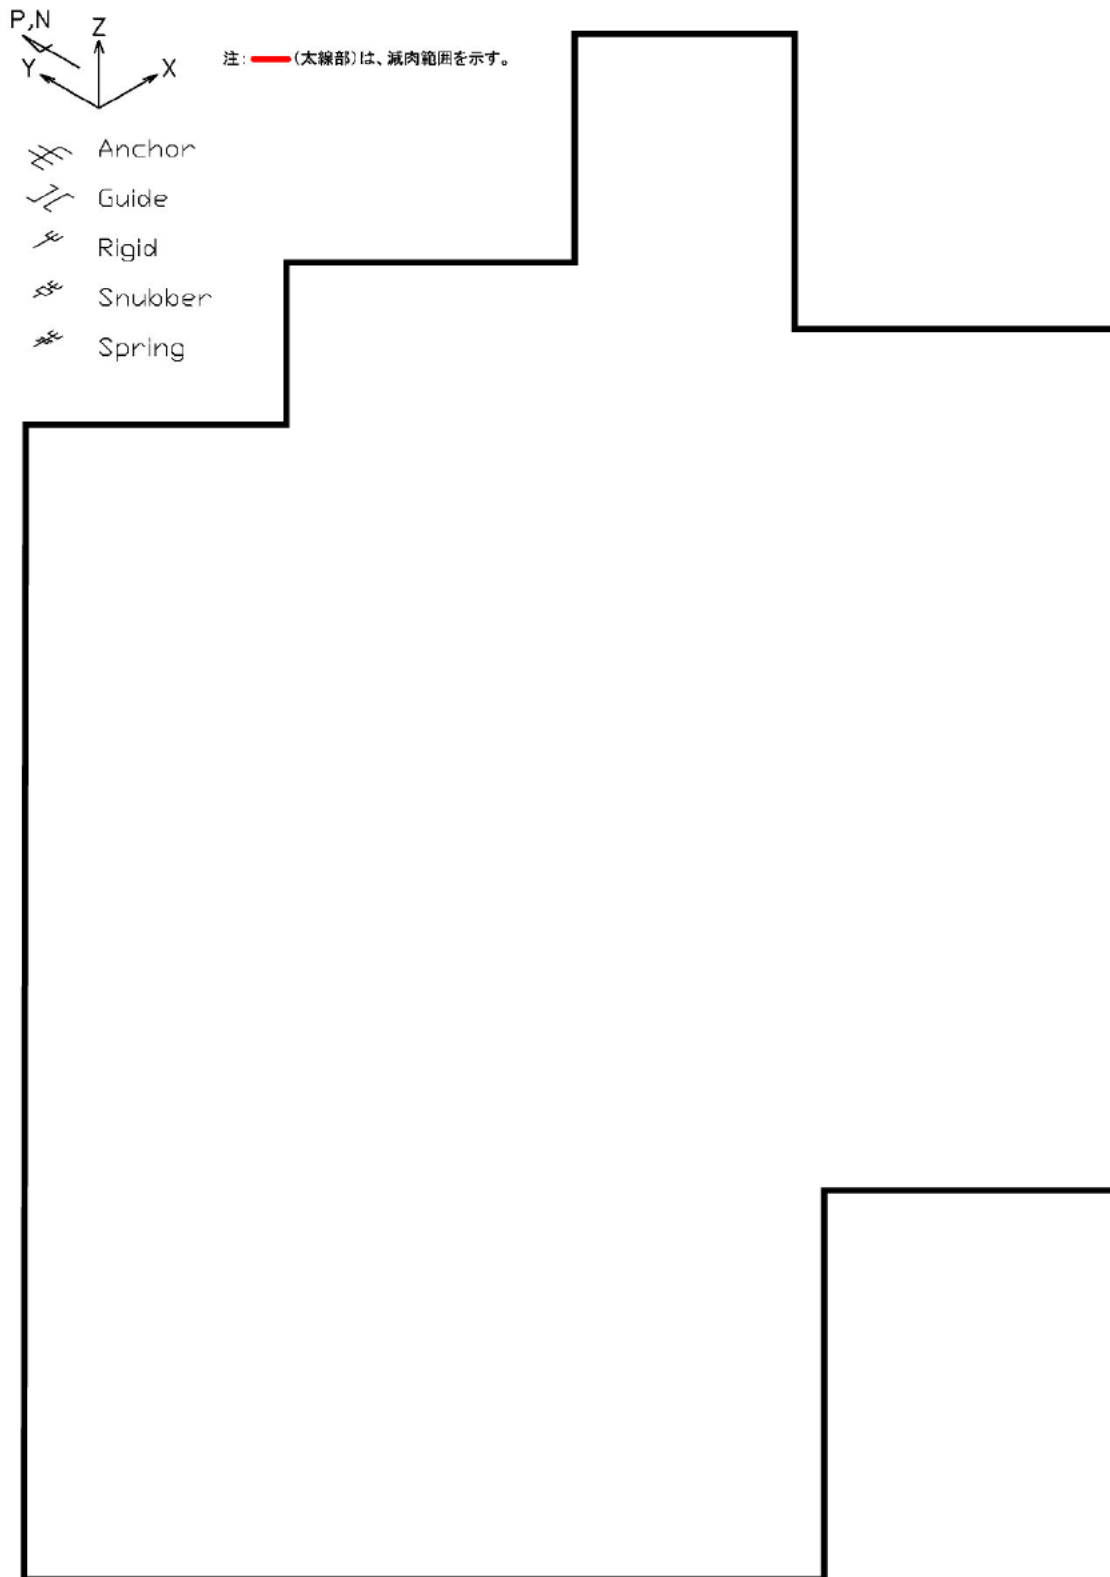 P,N
Z
Y
X
注: (太線部)は、減肉範囲を示す。
Anchor
Guide
Rigid
Snubber
Spring